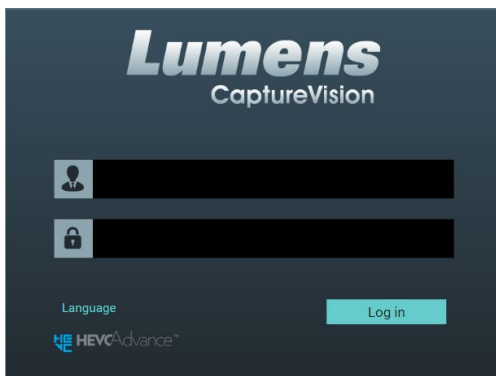 Lumens
CaptureVision
Language
Log in
HEVCAdvance™